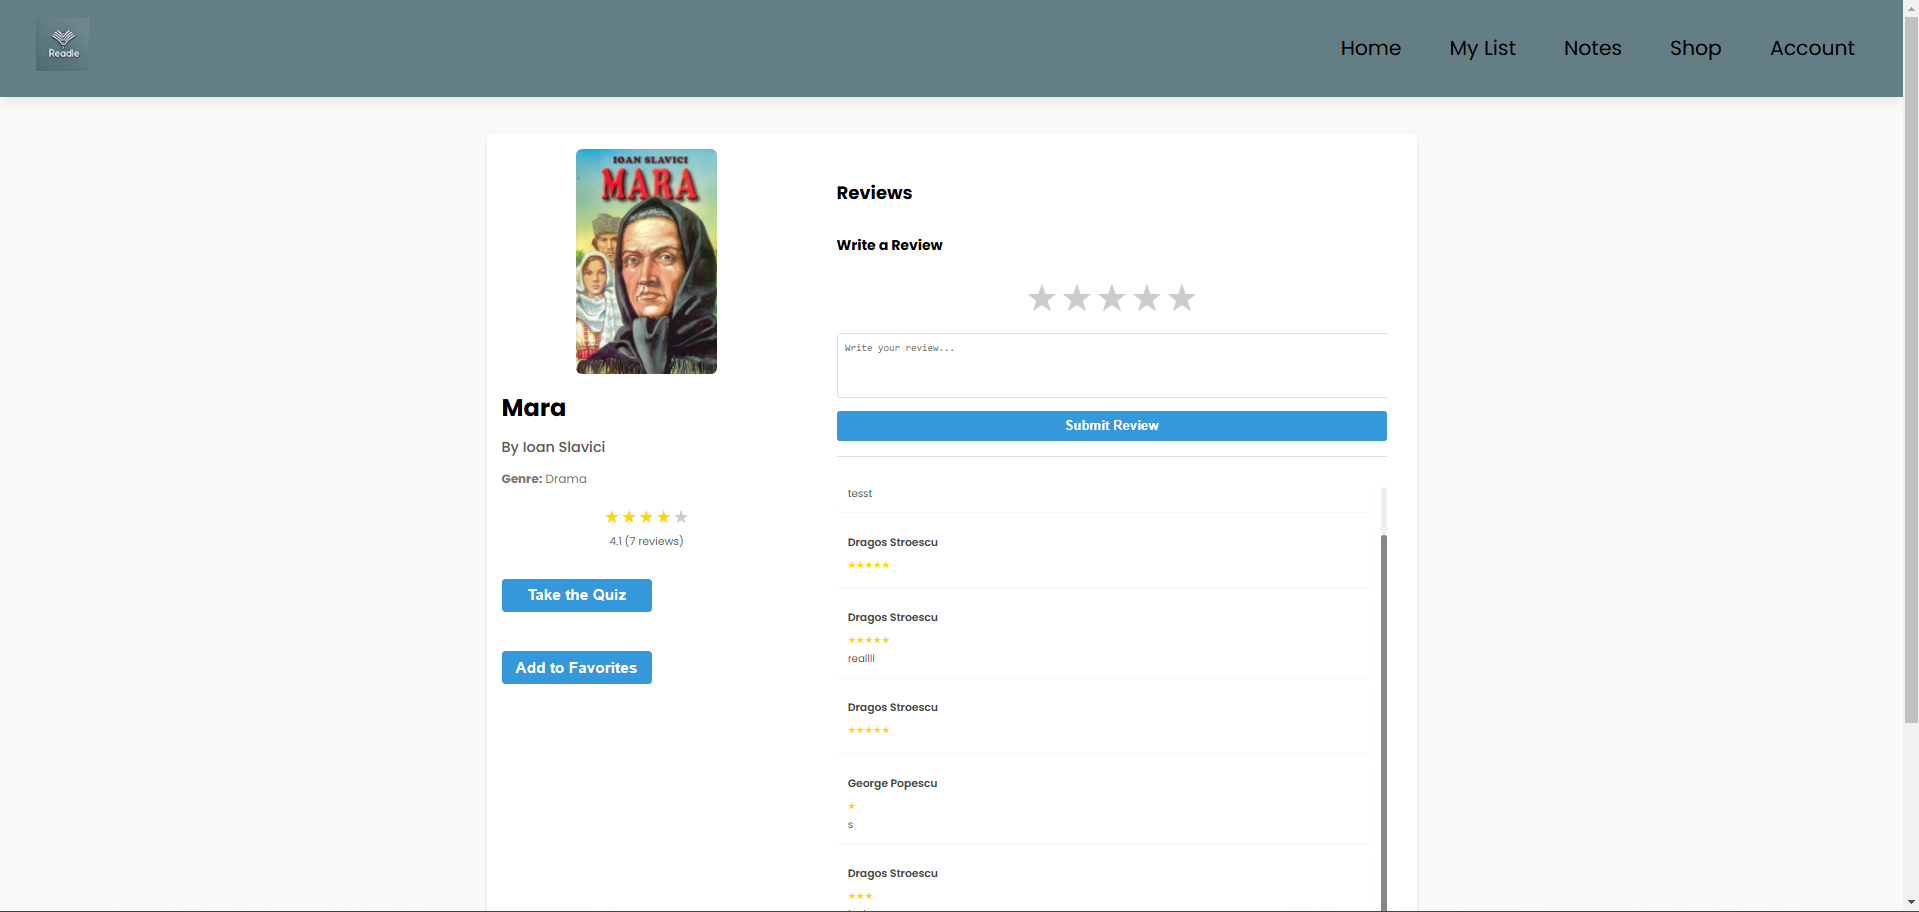 Readle
Home
My List
Notes
Shop
Account
IOAN SLAVICI
MARA
Mara
By Ioan Slavici
Genre: Drama
4.1 (7 reviews)
Take the Quiz
Add to Favorites
Reviews
Write a Review
Write your review...
Submit Review
tesst
Dragos Stroescu
Dragos Stroescu
reallll
Dragos Stroescu
George Popescu
s
Dragos Stroescu